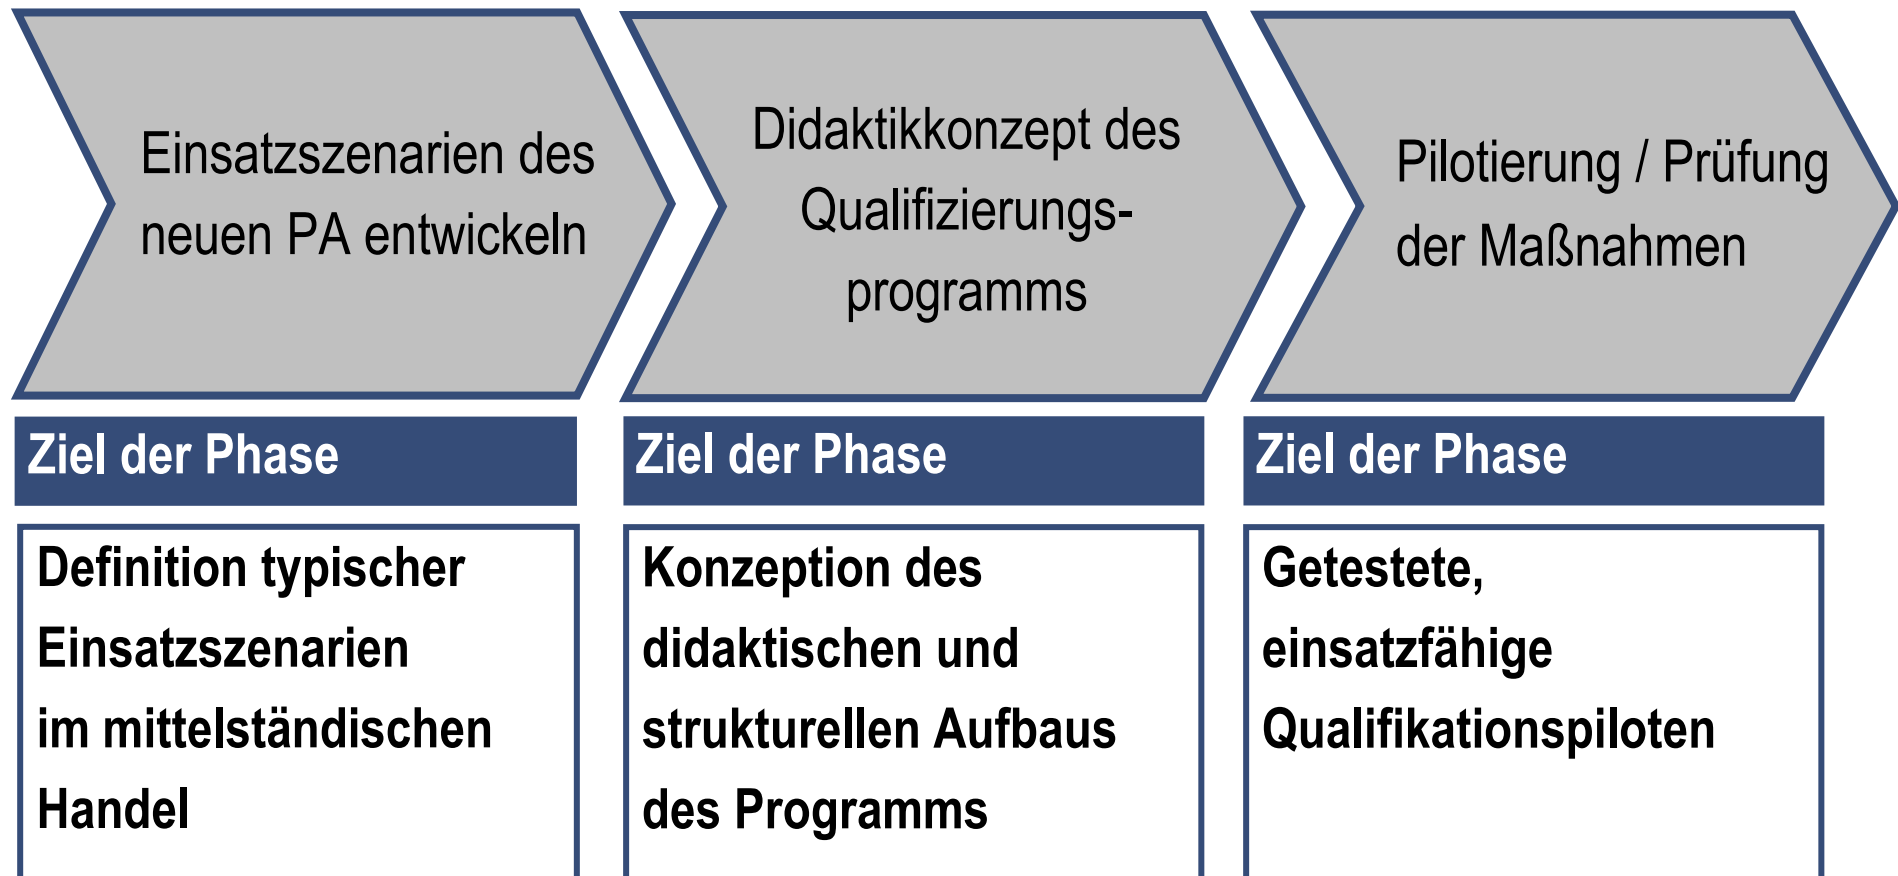 Einsatzszenarien des
neuen PA entwickeln
Didaktikkonzept des
Qualifizierungs-
programms
Pilotierung / Prüfung
der Maßnahmen
Ziel der Phase
Ziel der Phase
Ziel der Phase
Definition typischer
Einsatzszenarien
im mittelständischen
Handel
Konzeption des
didaktischen und
strukturellen Aufbaus
des Programms
Getestete,
einsatzfähige
Qualifikationspiloten